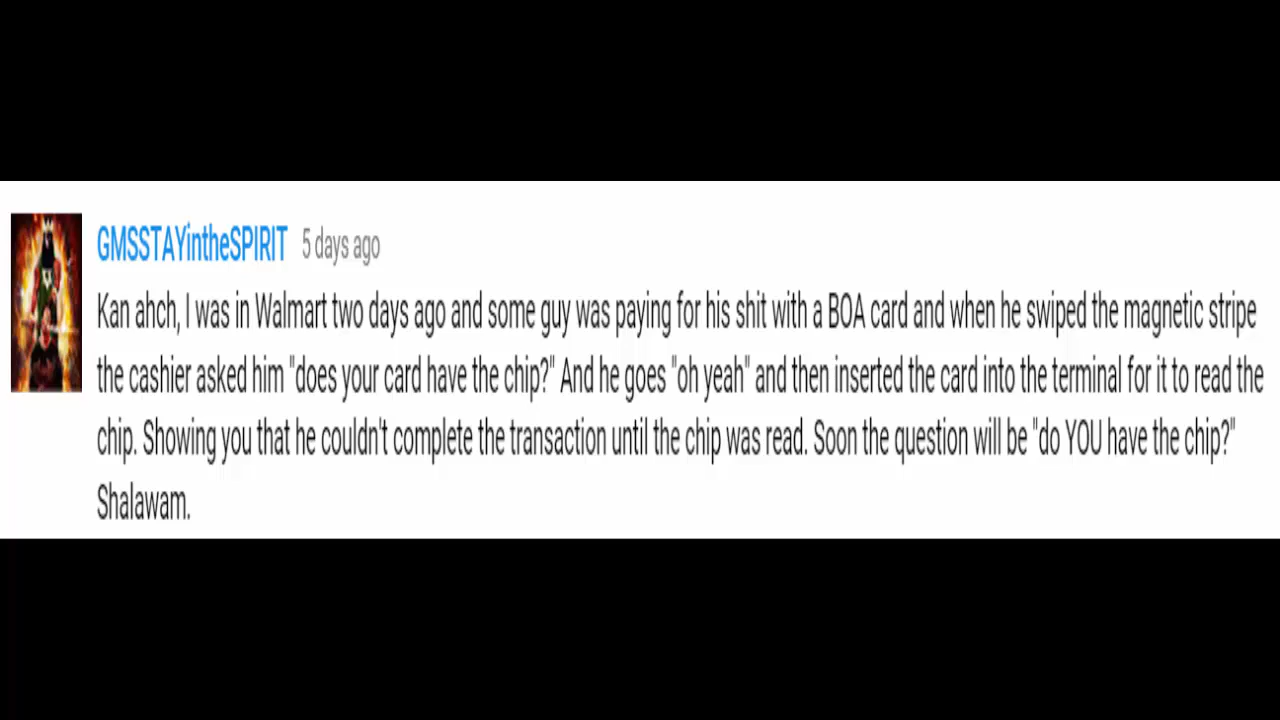 GMSSTAYintheSPIRIT 5 days ago
Kan ahch, I was in Walmart two days ago and some guy was paying for his shit with a BOA card and when he swiped the magnetic stripe
the cashier asked him "does your card have the chip?" And he goes "oh yeah" and then inserted the card into the terminal for it to read the
chip. Showing you that he couldn't complete the transaction until the chip was read. Soon the question will be "do YOU have the chip?"
Shalawam.